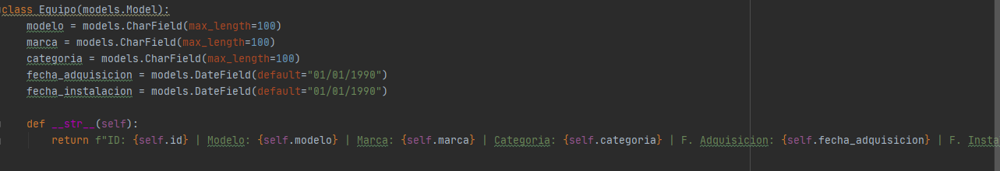 class Equipo(models.Model):
    modelo = models.CharField(max_length=100)
    marca = models.CharField(max_length=100)
    categoria = models.CharField(max_length=100)
    fecha_adquisicion = models.DateField(default="01/01/1990")
    fecha_instalacion = models.DateField(default="01/01/1990")
    def __str__(self):
        return f"ID: {self.id} | Modelo: {self.modelo} | Marca: {self.marca} | Categoria: {self.categoria} | F. Adquisicion: {self.fecha_adquisicion} | F. Insta